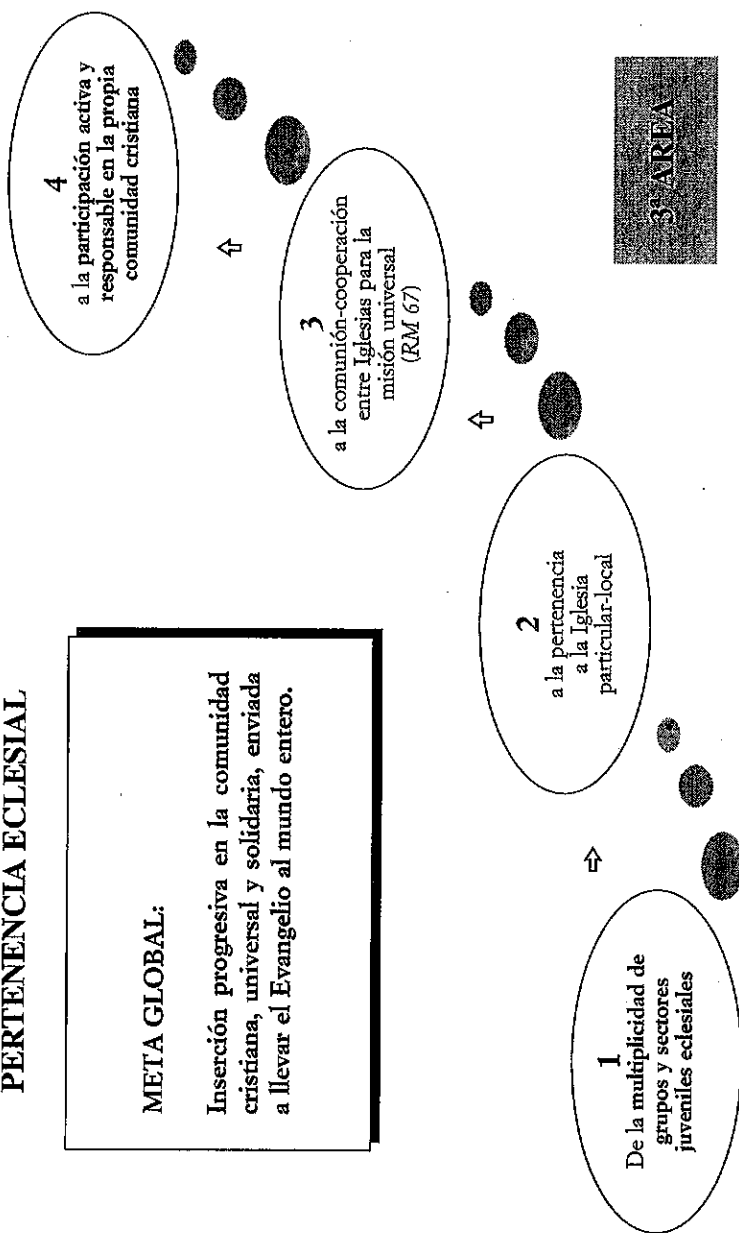 PERTENENCIA ECLESIAL
META GLOBAL:
Inserción progresiva en la comunidad
cristiana, universal y solidaria, enviada
a llevar el Evangelio al mundo entero.
1
De la multiplicidad de
grupos y sectores
juveniles eclesiales
2
a la pertenencia
a la Iglesia
particular-local
3
a la comunión-cooperación
entre Iglesias para la
misión universal
(RM 67)
4
a la participación activa y
responsable en la propia
comunidad cristiana
3ª AREA